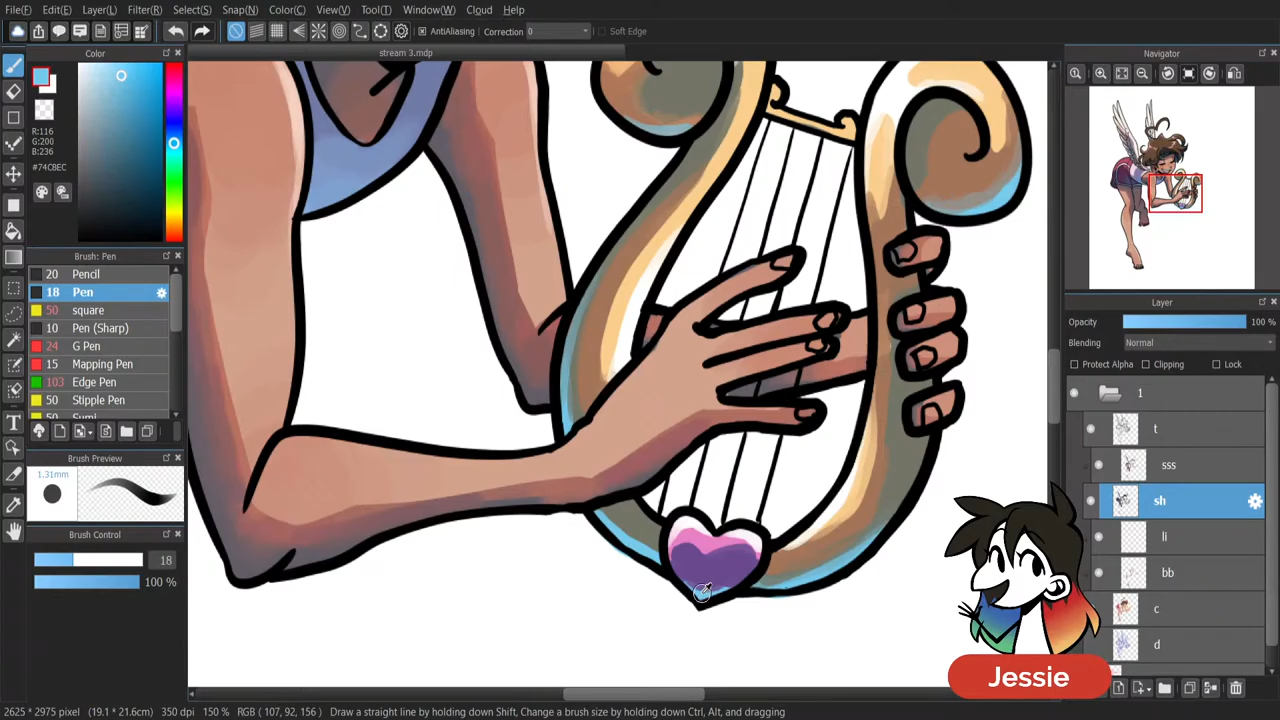 File(F) Edit(E) Layer(L) Filter(R) Select(S) Snap(N) Color(C) View(V) Tool(T) Window(W) Cloud Help
AntiAliasing Correction 0 Soft Edge
Color
stream 3.mdp
Navigator
R:116
G:200
B:236
#74CBEC
Brush: Pen
20 Pencil
18 Pen
50 square
10 Pen (Sharp)
24 G Pen
15 Mapping Pen
103 Edge Pen
50 Stipple Pen
50 Sumi
Brush Preview
1.31mm
Brush Control
18
100 %
Layer
Opacity 100 %
Blending Normal
Protect Alpha Clipping Lock
1
t
sss
sh
li
bb
c
d
Jessie
2625 * 2975 pixel (19.1 * 21.6cm) 350 dpi 150 % RGB ( 107, 92, 156 ) Draw a straight line by holding down Shift, Change a brush size by holding down Ctrl, Alt, and dragging